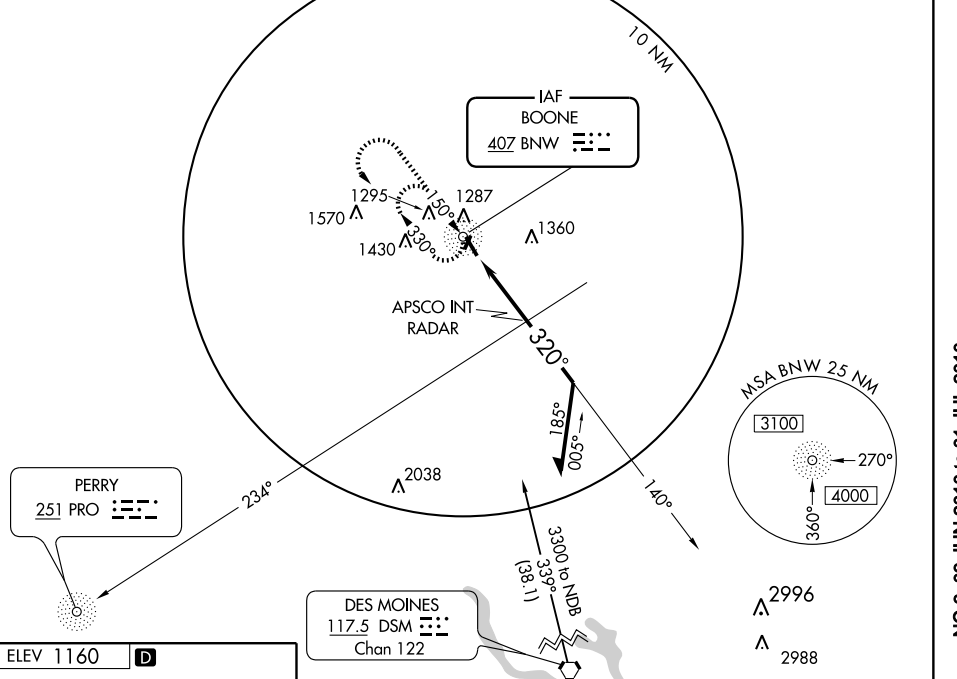 10 NM
IAF
BOONE
407 BNW
1295
150°
1287
1570
330°
1430
1360
APSCO INT
RADAR
320°
MSA BNW 25 NM
3100
270°
4000
360°
185°
005°
2038
234°
140°
PERRY
251 PRO
3300 to NDB
339°
(38.1)
DES MOINES
117.5 DSM
Chan 122
2996
2988
ELEV 1160 D